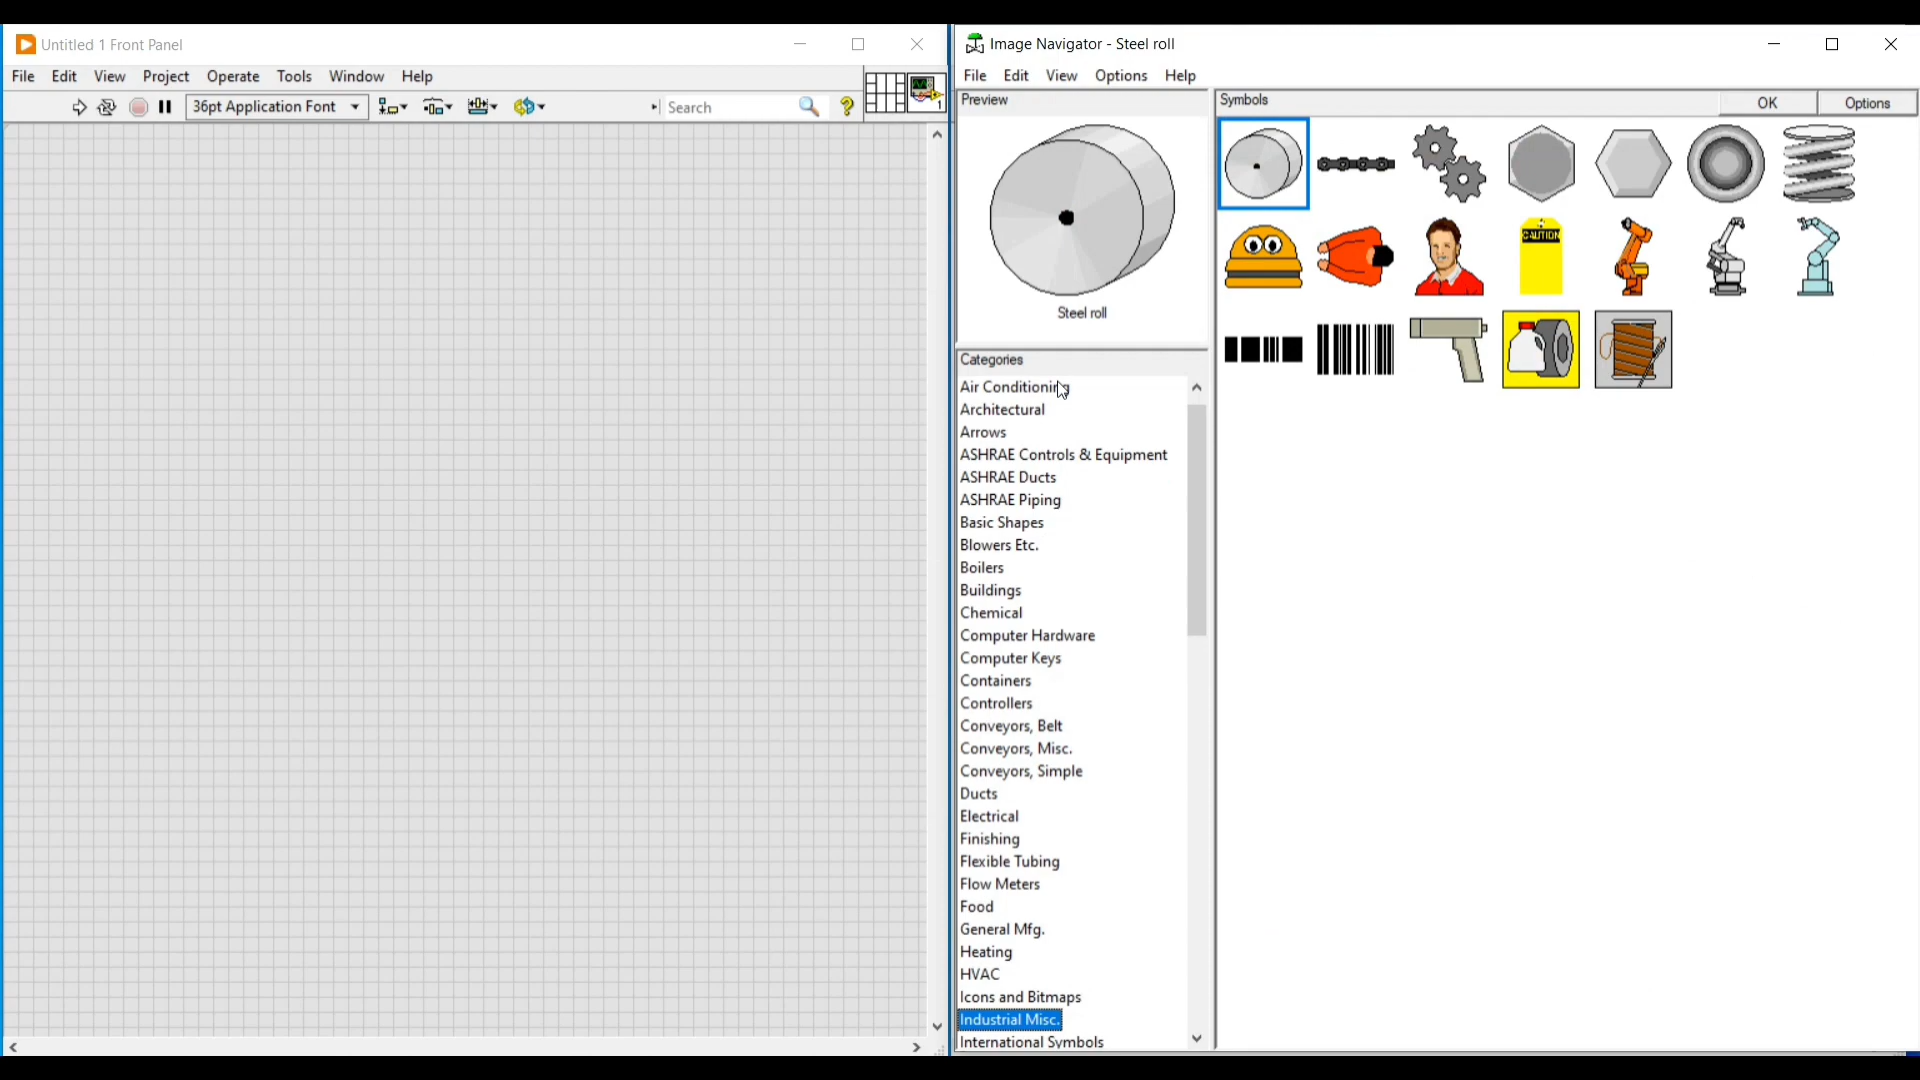 Untitled 1 Front Panel
File Edit View Project Operate Tools Window Help
36pt Application Font
Search
?
1
Image Navigator - Steel roll
File Edit View Options Help
Preview
Steel roll
Categories
Air Conditioning
Architectural
Arrows
ASHRAE Controls & Equipment
ASHRAE Ducts
ASHRAE Piping
Basic Shapes
Blowers Etc.
Boilers
Buildings
Chemical
Computer Hardware
Computer Keys
Containers
Controllers
Conveyors, Belt
Conveyors, Misc.
Conveyors, Simple
Ducts
Electrical
Finishing
Flexible Tubing
Flow Meters
Food
General Mfg.
Heating
HVAC
Icons and Bitmaps
Industrial Misc.
International Symbols
Symbols
OK
Options
CAUTION